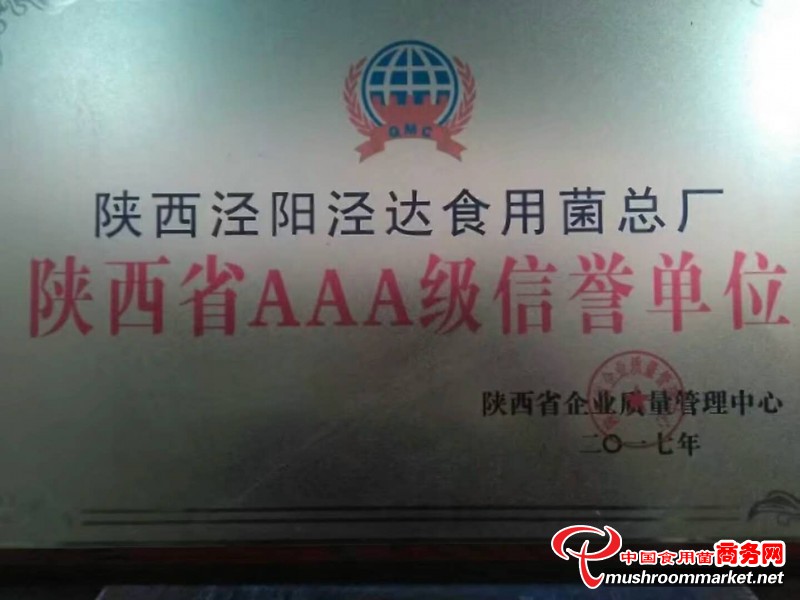 QMC
陕西泾阳泾达食用菌总厂
陕西省AAA级信誉单位
陕西省企业质量管理中心
二〇一七年
中国食用菌商务网
mushroommarket.net